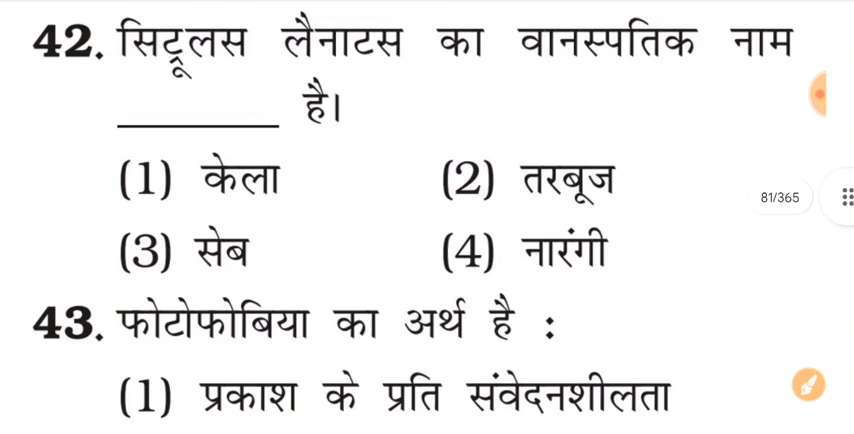 42. सिट्रूलस लैनाटस का वानस्पतिक नाम
________ है।
(1) केला (2) तरबूज
81/365
(3) सेब (4) नारंगी
43. फोटोफोबिया का अर्थ है :
(1) प्रकाश के प्रति संवेदनशीलता